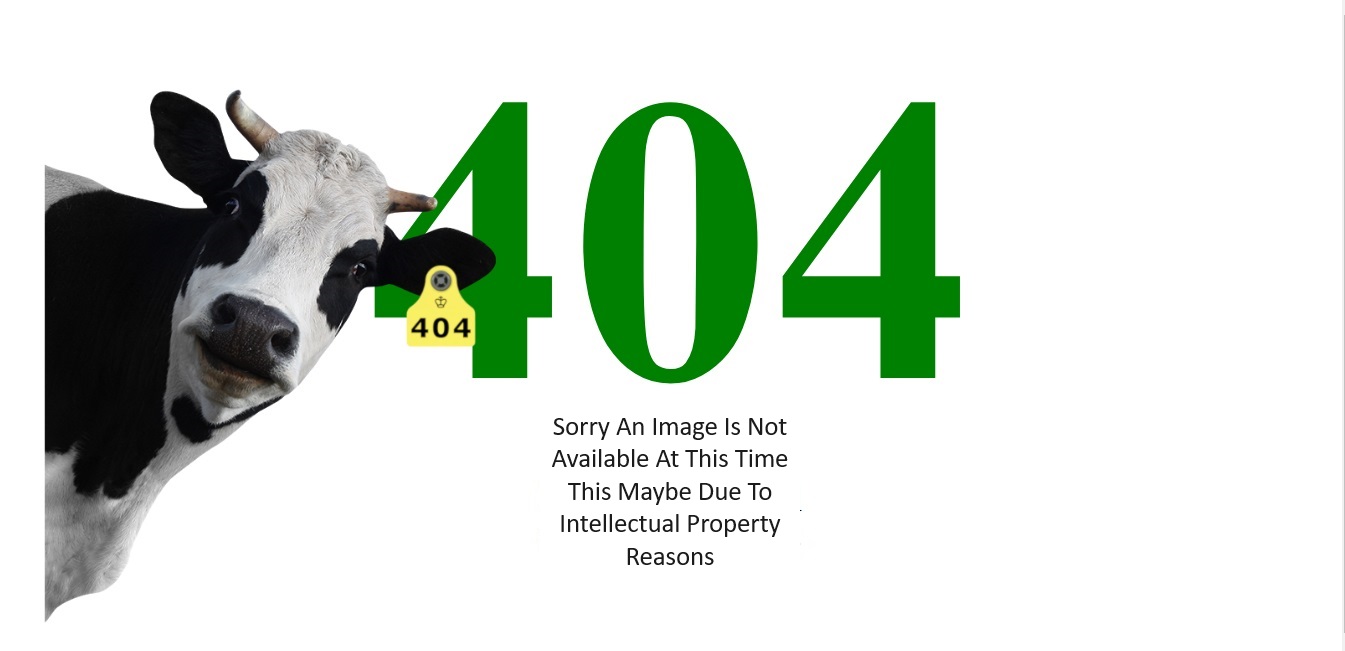 404
404
Sorry An Image Is Not
Available At This Time
This Maybe Due To
Intellectual Property
Reasons